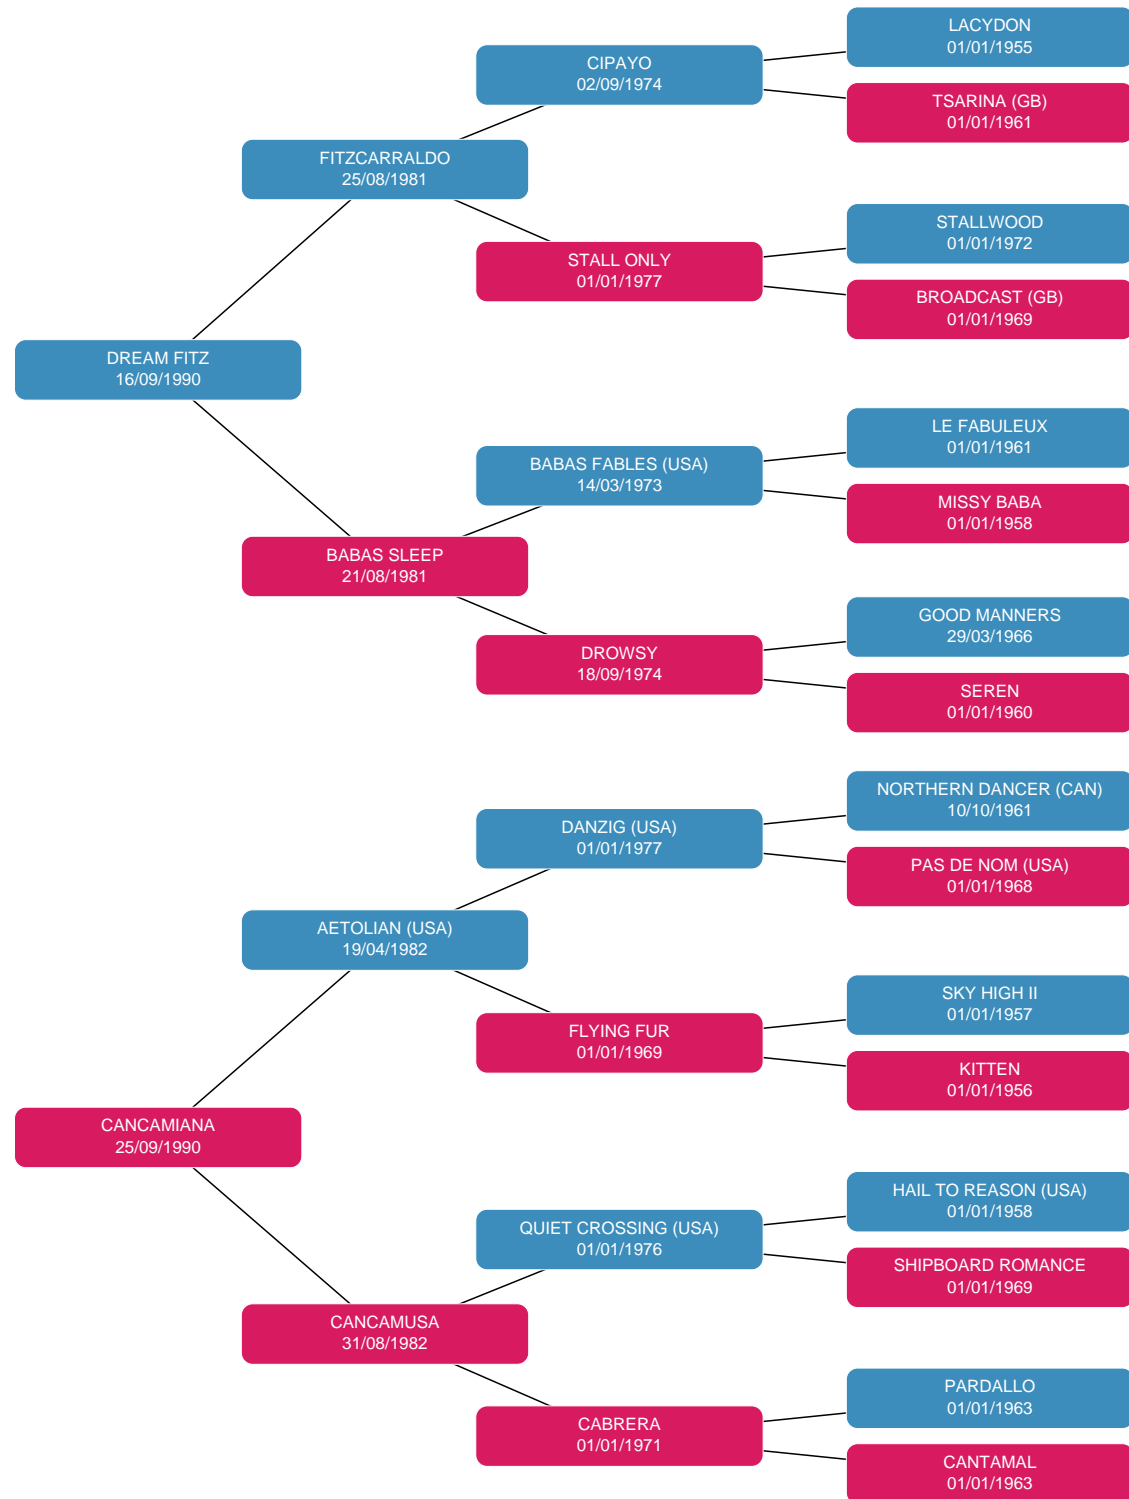 LACYDON
01/01/1955
CIPAYO
02/09/1974
TSARINA (GB)
01/01/1961
FITZCARRALDO
25/08/1981
STALLWOOD
01/01/1972
STALL ONLY
01/01/1977
BROADCAST (GB)
01/01/1969
DREAM FITZ
16/09/1990
LE FABULEUX
01/01/1961
BABAS FABLES (USA)
14/03/1973
MISSY BABA
01/01/1958
BABAS SLEEP
21/08/1981
GOOD MANNERS
29/03/1966
DROWSY
18/09/1974
SEREN
01/01/1960
NORTHERN DANCER (CAN)
10/10/1961
DANZIG (USA)
01/01/1977
PAS DE NOM (USA)
01/01/1968
AETOLIAN (USA)
19/04/1982
SKY HIGH II
01/01/1957
FLYING FUR
01/01/1969
KITTEN
01/01/1956
CANCAMIANA
25/09/1990
HAIL TO REASON (USA)
01/01/1958
QUIET CROSSING (USA)
01/01/1976
SHIPBOARD ROMANCE
01/01/1969
CANCAMUSA
31/08/1982
PARDALLO
01/01/1963
CABRERA
01/01/1971
CANTAMAL
01/01/1963